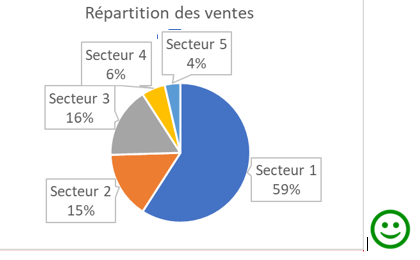 Répartition des ventes
Secteur 5
4%
Secteur 4
6%
Secteur 3
16%
Secteur 1
59%
Secteur 2
15%